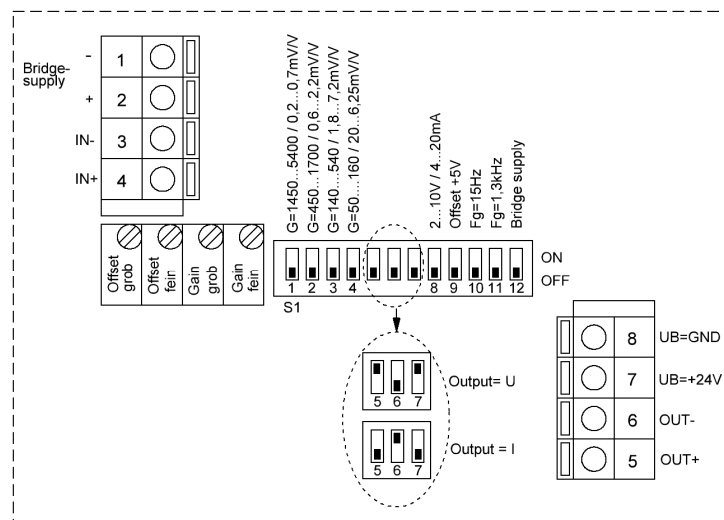 Bridge-
supply
- 1
+ 2
IN- 3
IN+ 4
Offset
grob
Offset
fein
Gain
grob
Gain
fein
G=1450...5400 / 0,2...0,7mV/V
G=450...1700 / 0,6...2,2mV/V
G=140...540 / 1,8...7,2mV/V
G=50.....160 / 20...6,25mV/V
2...10V / 4...20mA
Offset +5V
Fg=15Hz
Fg=1,3kHz
Bridge supply
ON
OFF
1 2 3 4 8 9 10 11 12
S1
5 6 7
Output= U
5 6 7
Output = I
8 UB=GND
7 UB=+24V
6 OUT-
5 OUT+